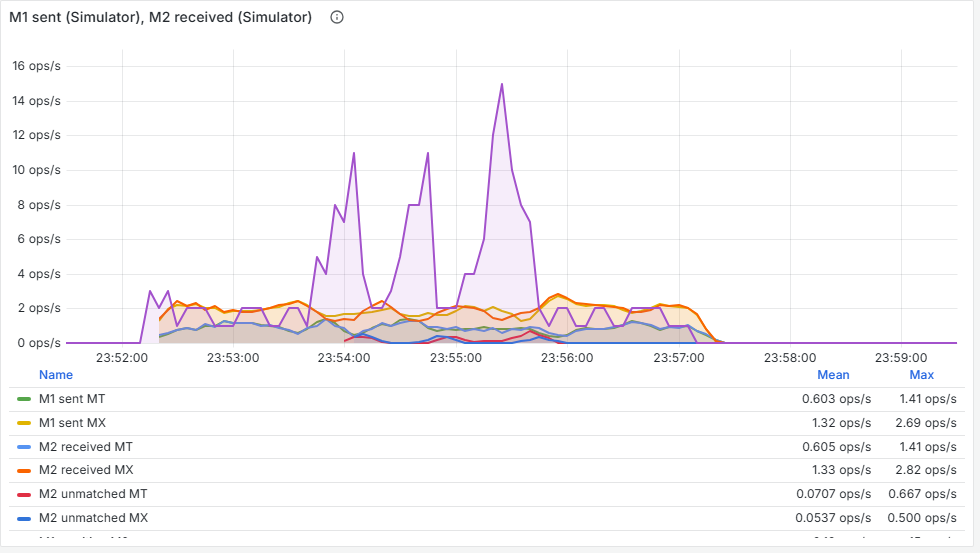 M1 sent (Simulator), M2 received (Simulator)
16 ops/s
14 ops/s
12 ops/s
10 ops/s
8 ops/s
6 ops/s
4 ops/s
2 ops/s
0 ops/s
23:52:00 23:53:00 23:54:00 23:55:00 23:56:00 23:57:00 23:58:00 23:59:00
Name Mean Max
M1 sent MT 0.603 ops/s 1.41 ops/s
M1 sent MX 1.32 ops/s 2.69 ops/s
M2 received MT 0.605 ops/s 1.41 ops/s
M2 received MX 1.33 ops/s 2.82 ops/s
M2 unmatched MT 0.0707 ops/s 0.667 ops/s
M2 unmatched MX 0.0537 ops/s 0.500 ops/s